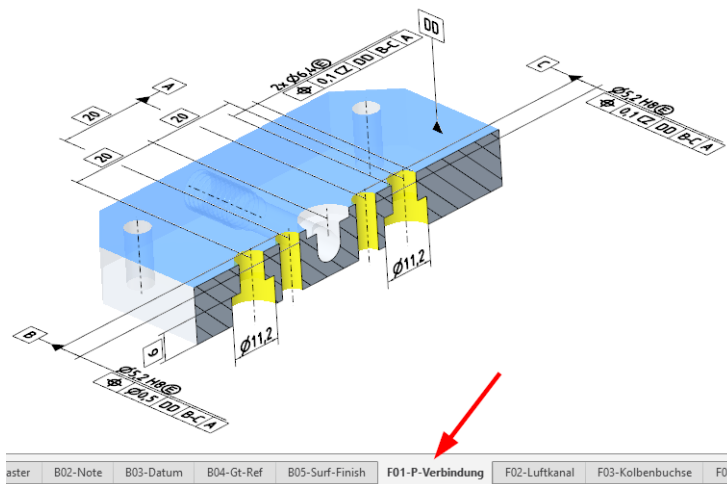 DD
2x Ø6,4Ⓔ
⌖ 0,1 CZ DD B-C A
A
20
20
20
C
Ø5,2 H8Ⓔ
⌖ 0,1 CZ DD B-C A
Ø11,2
Ø11,2
6
B
Ø5,2 H8Ⓔ
⌖ Ø0,5 DD B-C A
aster B02-Note B03-Datum B04-Gt-Ref B05-Surf-Finish F01-P-Verbindung F02-Luftkanal F03-Kolbenbuchse F0